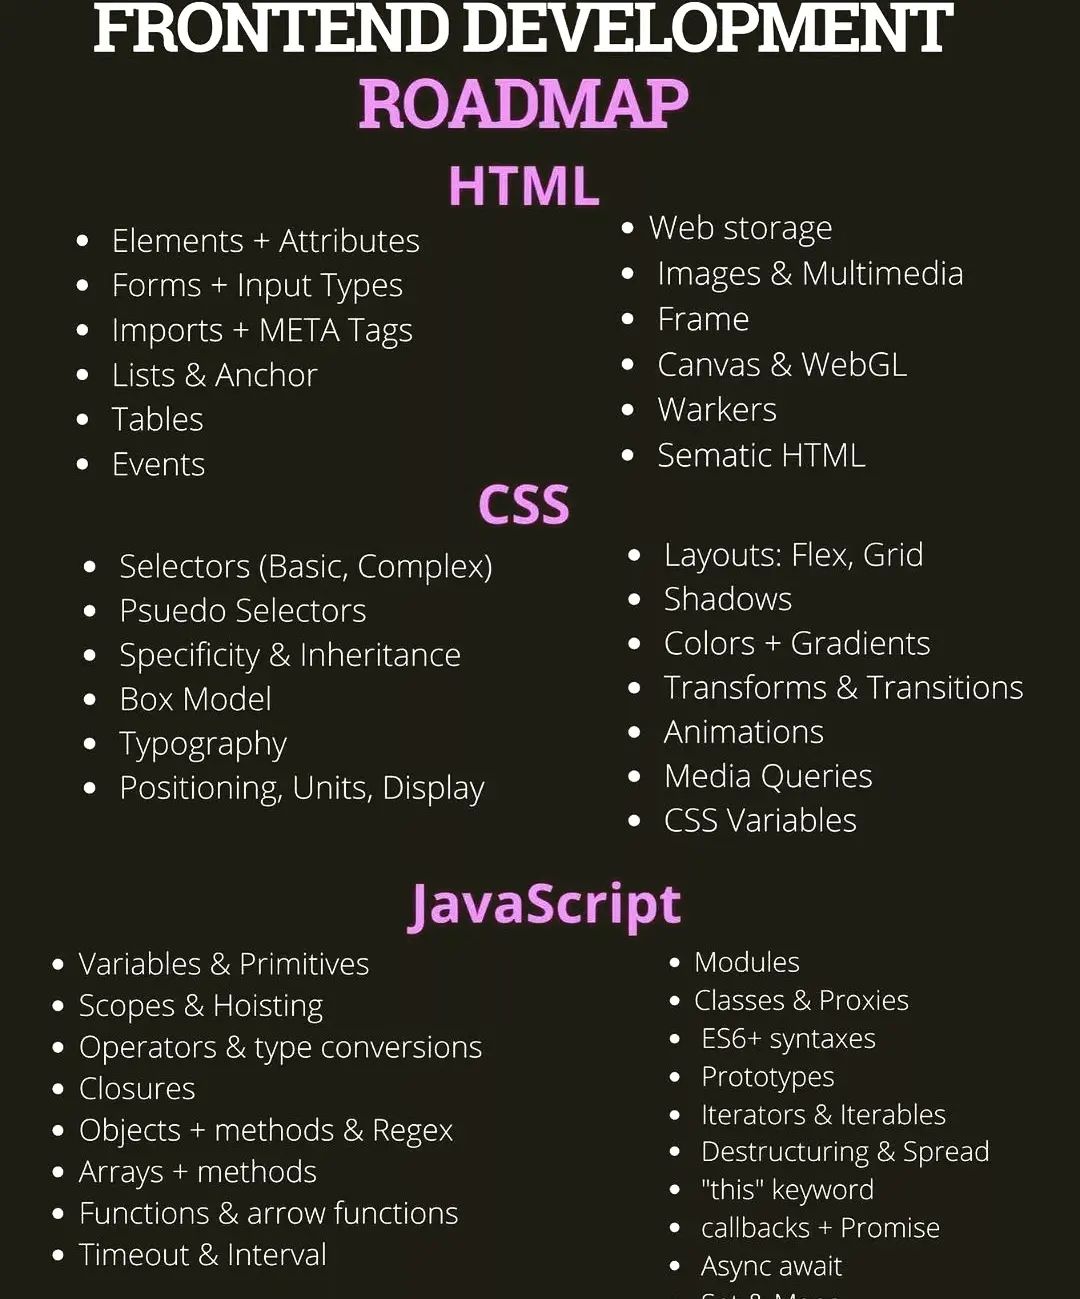 FRONTEND DEVELOPMENT
ROADMAP
HTML
Elements + Attributes
Forms + Input Types
Imports + META Tags
Lists & Anchor
Tables
Events
Web storage
Images & Multimedia
Frame
Canvas & WebGL
Warkers
Sematic HTML
CSS
Selectors (Basic, Complex)
Psuedo Selectors
Specificity & Inheritance
Box Model
Typography
Positioning, Units, Display
Layouts: Flex, Grid
Shadows
Colors + Gradients
Transforms & Transitions
Animations
Media Queries
CSS Variables
JavaScript
Variables & Primitives
Scopes & Hoisting
Operators & type conversions
Closures
Objects + methods & Regex
Arrays + methods
Functions & arrow functions
Timeout & Interval
Modules
Classes & Proxies
ES6+ syntaxes
Prototypes
Iterators & Iterables
Destructuring & Spread
"this" keyword
callbacks + Promise
Async await